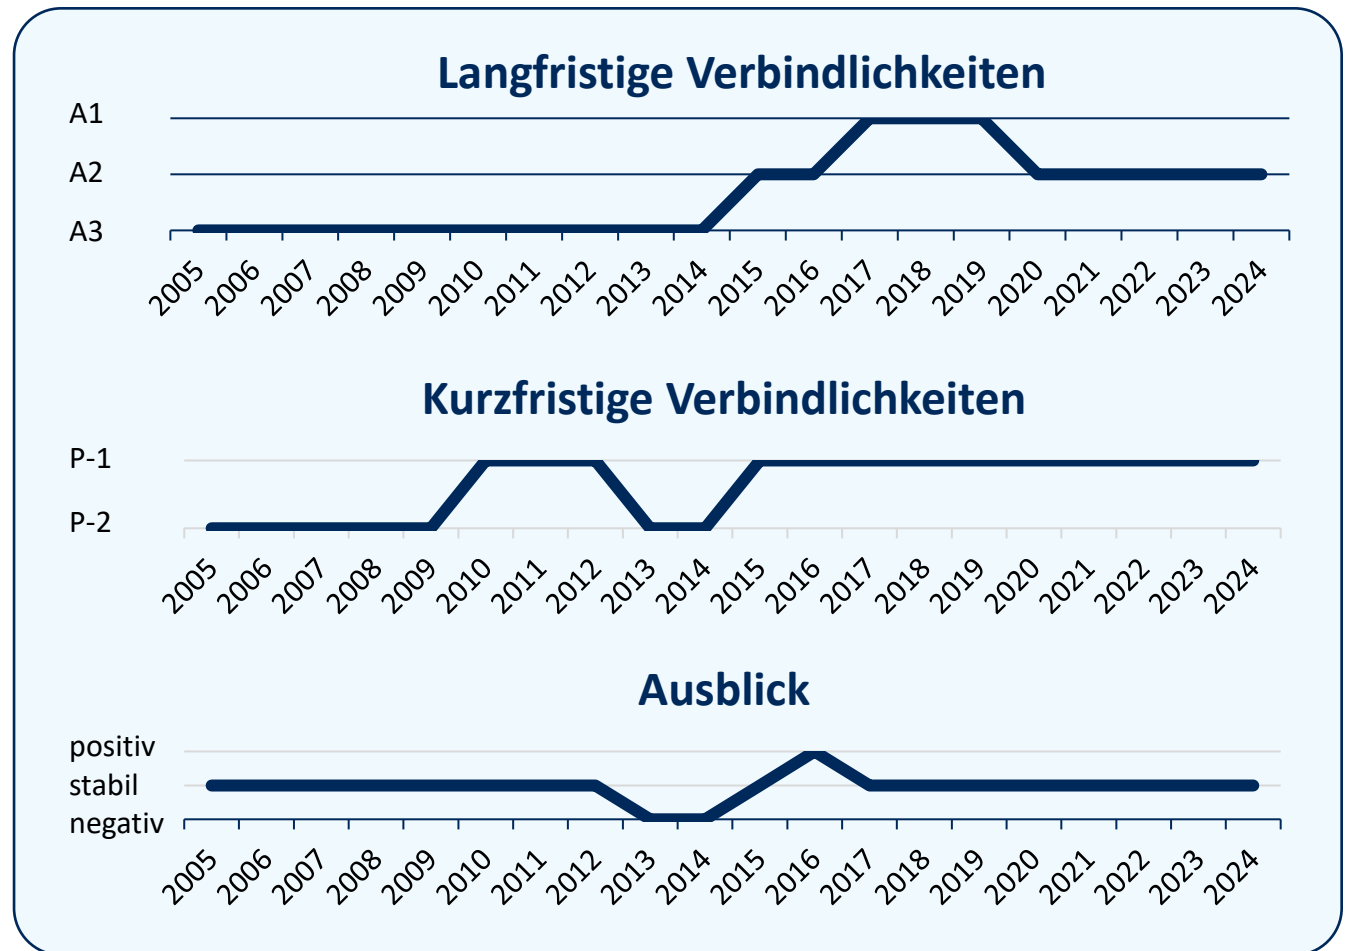 Langfristige Verbindlichkeiten
A1
A2
A3
2005 2006 2007 2008 2009 2010 2011 2012 2013 2014 2015 2016 2017 2018 2019 2020 2021 2022 2023 2024
Kurzfristige Verbindlichkeiten
P-1
P-2
2005 2006 2007 2008 2009 2010 2011 2012 2013 2014 2015 2016 2017 2018 2019 2020 2021 2022 2023 2024
Ausblick
positiv
stabil
negativ
2005 2006 2007 2008 2009 2010 2011 2012 2013 2014 2015 2016 2017 2018 2019 2020 2021 2022 2023 2024